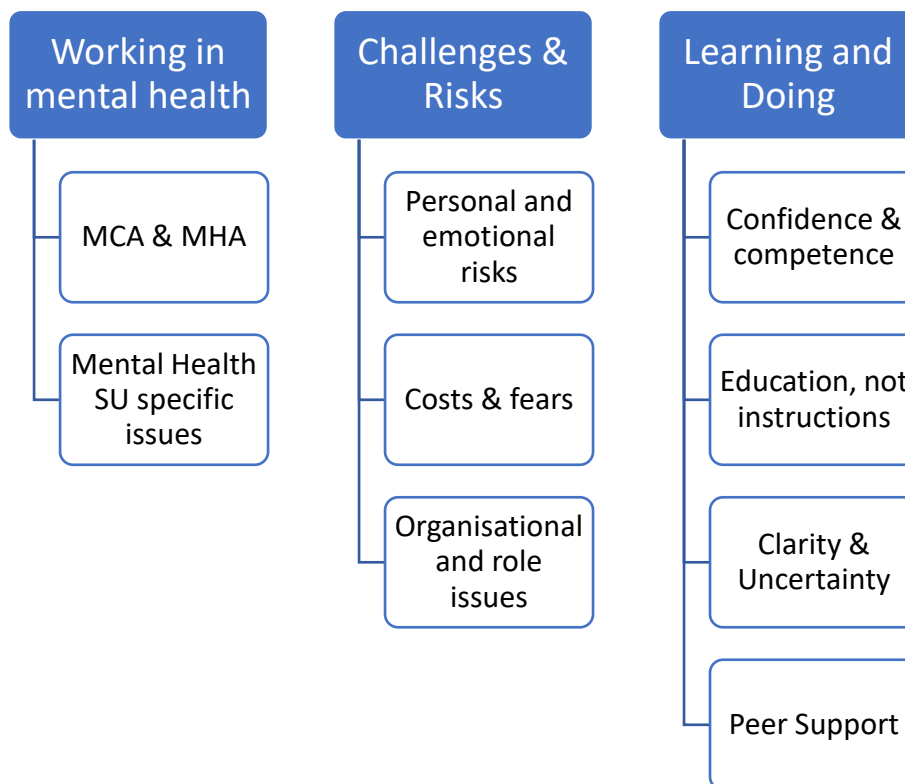 Working in
mental health
MCA & MHA
Mental Health
SU specific
issues
Challenges &
Risks
Personal and
emotional
risks
Costs & fears
Organisational
and role
issues
Learning and
Doing
Confidence &
competence
Education, not
instructions
Clarity &
Uncertainty
Peer Support